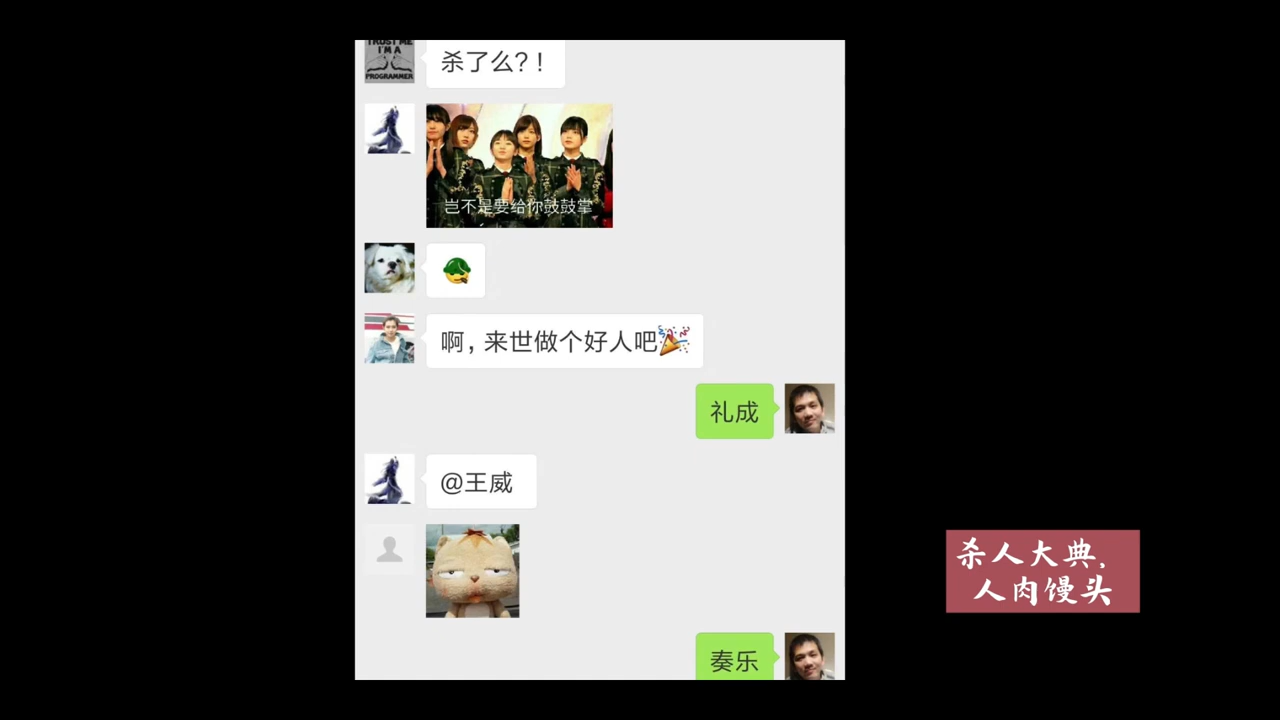 TRUST ME
I'M A
PROGRAMMER
杀了么?!
岂不是要给你鼓鼓掌
啊, 来世做个好人吧
礼成
@王威
奏乐
杀人大典,
人肉馒头